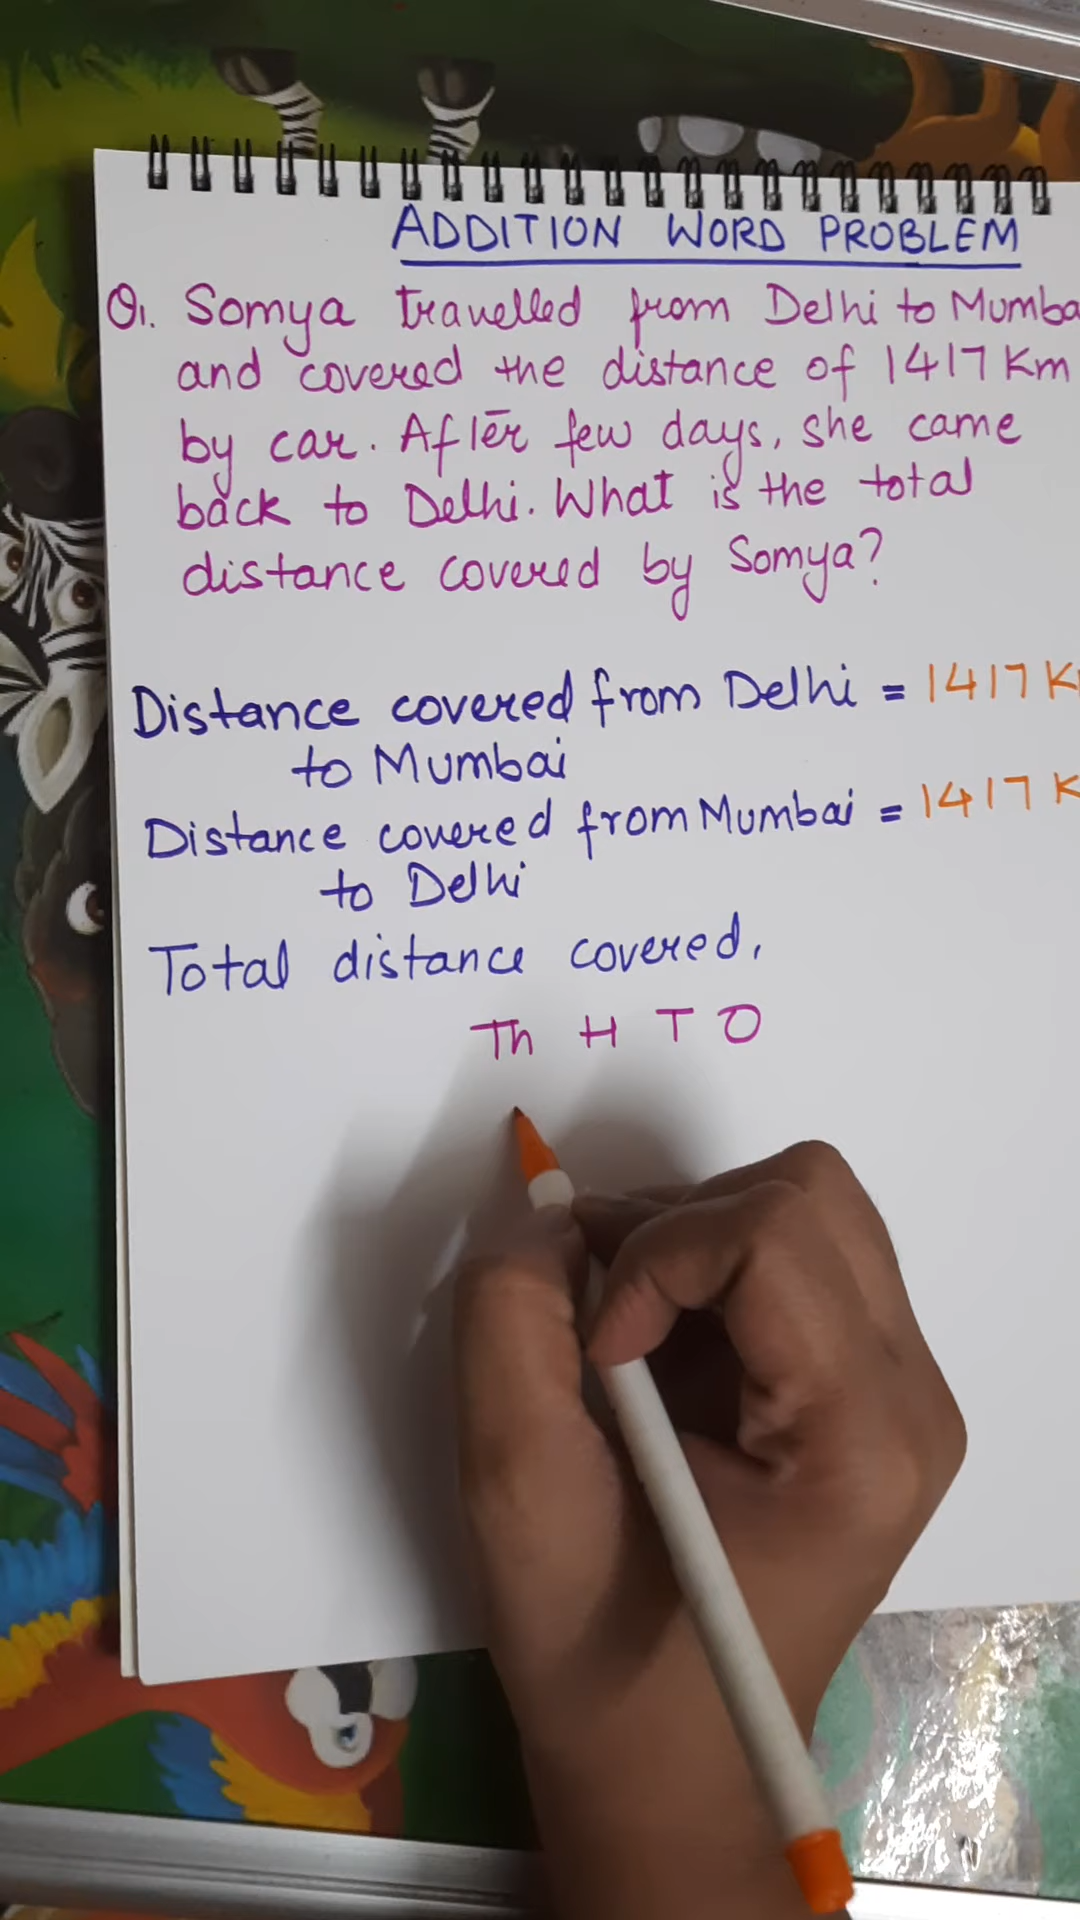 ADDITION WORD PROBLEM
Q1. Somya travelled from Delhi to Mumba
and covered the distance of 1417 Km
by car. After few days, she came
back to Delhi. What is the total
distance covered by Somya?
Distance covered from Delhi = 1417 K
to Mumbai
Distance covered from Mumbai = 1417 K
to Delhi
Total distance covered,
Th H T O